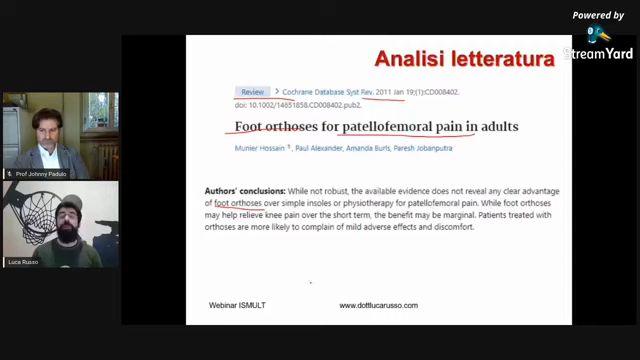 Powered by
StreamYard
Analisi letteratura
Review > Cochrane Database Syst Rev. 2011 Jan 19;(1):CD008402.
doi: 10.1002/14651858.CD008402.pub2.
Foot orthoses for patellofemoral pain in adults
Munier Hossain 1, Paul Alexander, Amanda Burls, Paresh Jobanputra
Authors' conclusions: While not robust, the available evidence does not reveal any clear advantage
of foot orthoses over simple insoles or physiotherapy for patellofemoral pain. While foot orthoses
may help relieve knee pain over the short term, the benefit may be marginal. Patients treated with
orthoses are more likely to complain of mild adverse effects and discomfort.
Webinar ISMULT
www.dottlucarusso.com
Prof Johnny Padulo
Luca Russo